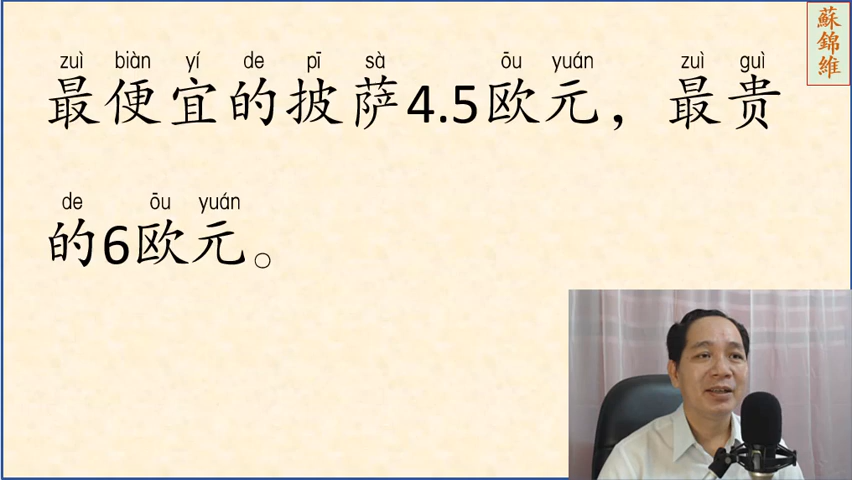 zuì biàn yí de pī sà ōu yuán zuì guì
最便宜的披萨4.5欧元，最贵
de ōu yuán
的6欧元。
蘇錦維